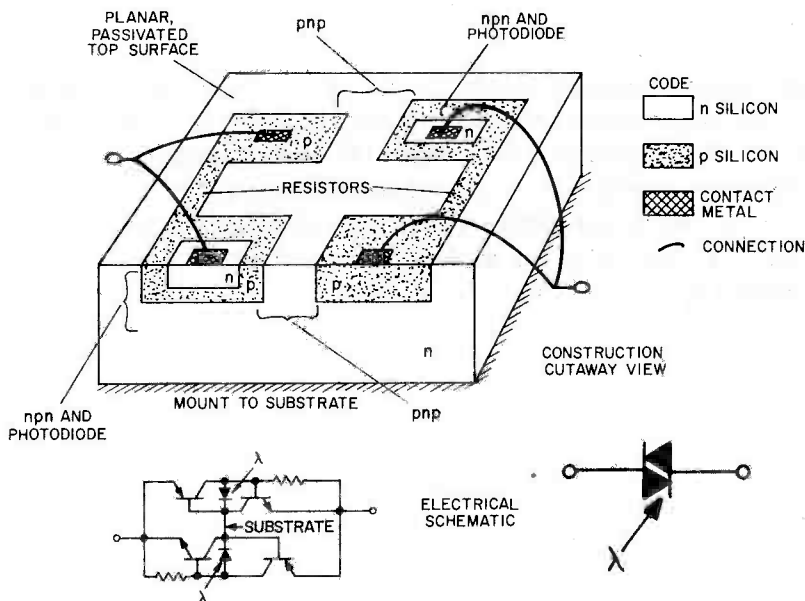 PLANAR,
PASSIVATED
TOP SURFACE
pnp
npn AND
PHOTODIODE
CODE
n SILICON
p SILICON
CONTACT
METAL
CONNECTION
p
n
RESISTORS
n
p
p
n
npn AND
PHOTODIODE
MOUNT TO SUBSTRATE
pnp
CONSTRUCTION
CUTAWAY VIEW
λ
SUBSTRATE
λ
ELECTRICAL
SCHEMATIC
λ